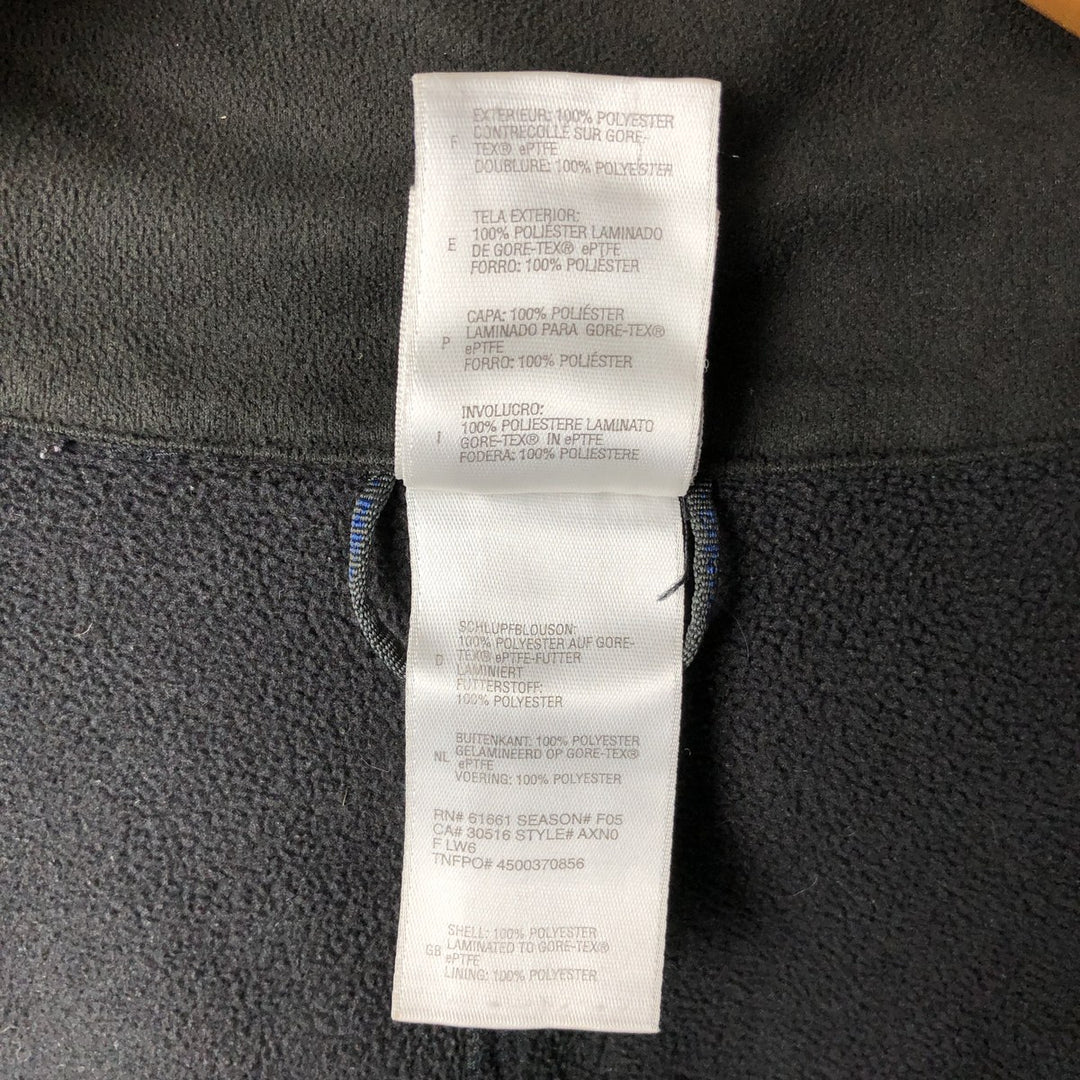 F
EXTERIEUR: 100% POLYESTER
CONTRECOLLE SUR GORE-
TEX® ePTFE
DOUBLURE: 100% POLYESTER
E
TELA EXTERIOR:
100% POLIÉSTER LAMINADO
DE GORE-TEX® ePTFE
FORRO: 100% POLIÉSTER
P
CAPA: 100% POLIÉSTER
LAMINADO PARA GORE-TEX®
ePTFE
FORRO: 100% POLIÉSTER
I
INVOLUCRO:
100% POLIESTERE LAMINATO
GORE-TEX® IN ePTFE
FODERA: 100% POLIESTERE
D
SCHLUPFBLOUSON:
100% POLYESTER AUF GORE-
TEX® ePTFE-FUTTER
LAMINIERT
FUTTERSTOFF:
100% POLYESTER
NL
BUITENKANT: 100% POLYESTER
GELAMINEERD OP GORE-TEX®
ePTFE
VOERING: 100% POLYESTER
RN# 61661 SEASON# F05
CA# 30516 STYLE# AXN0
F LW6
TNFPO# 4500370856
GB
SHELL: 100% POLYESTER
LAMINATED TO GORE-TEX®
ePTFE
LINING: 100% POLYESTER